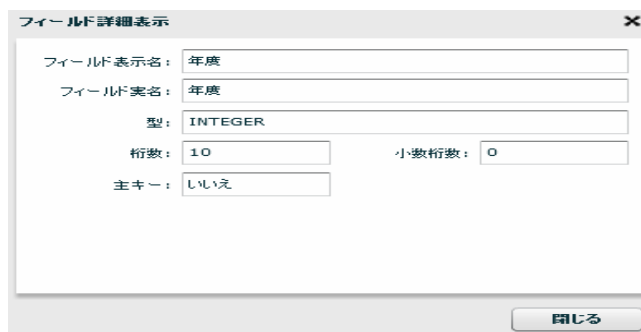 フィールド詳細表示
フィールド表示名： 年度
フィールド実名： 年度
型： INTEGER
桁数： 10 小数桁数： 0
主キー： いいえ
閉じる